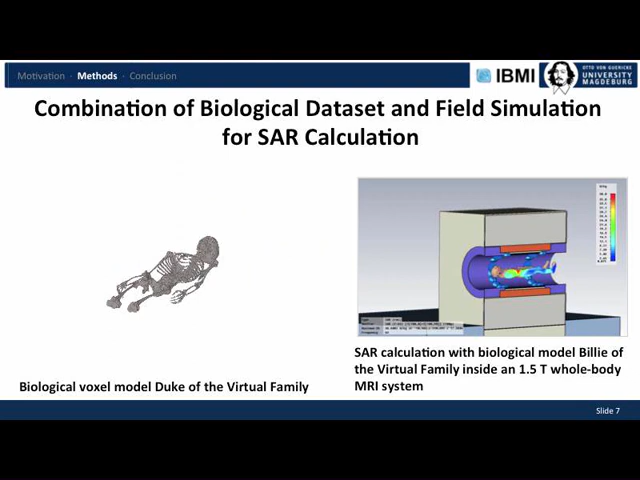 Motivation · Methods · Conclusion
IBMI
OTTO VON GUERICKE
UNIVERSITY
MAGDEBURG
Combination of Biological Dataset and Field Simulation
for SAR Calculation
SAR calculation with biological model Billie of
the Virtual Family inside an 1.5 T whole-body
MRI system
Biological voxel model Duke of the Virtual Family
Slide 7